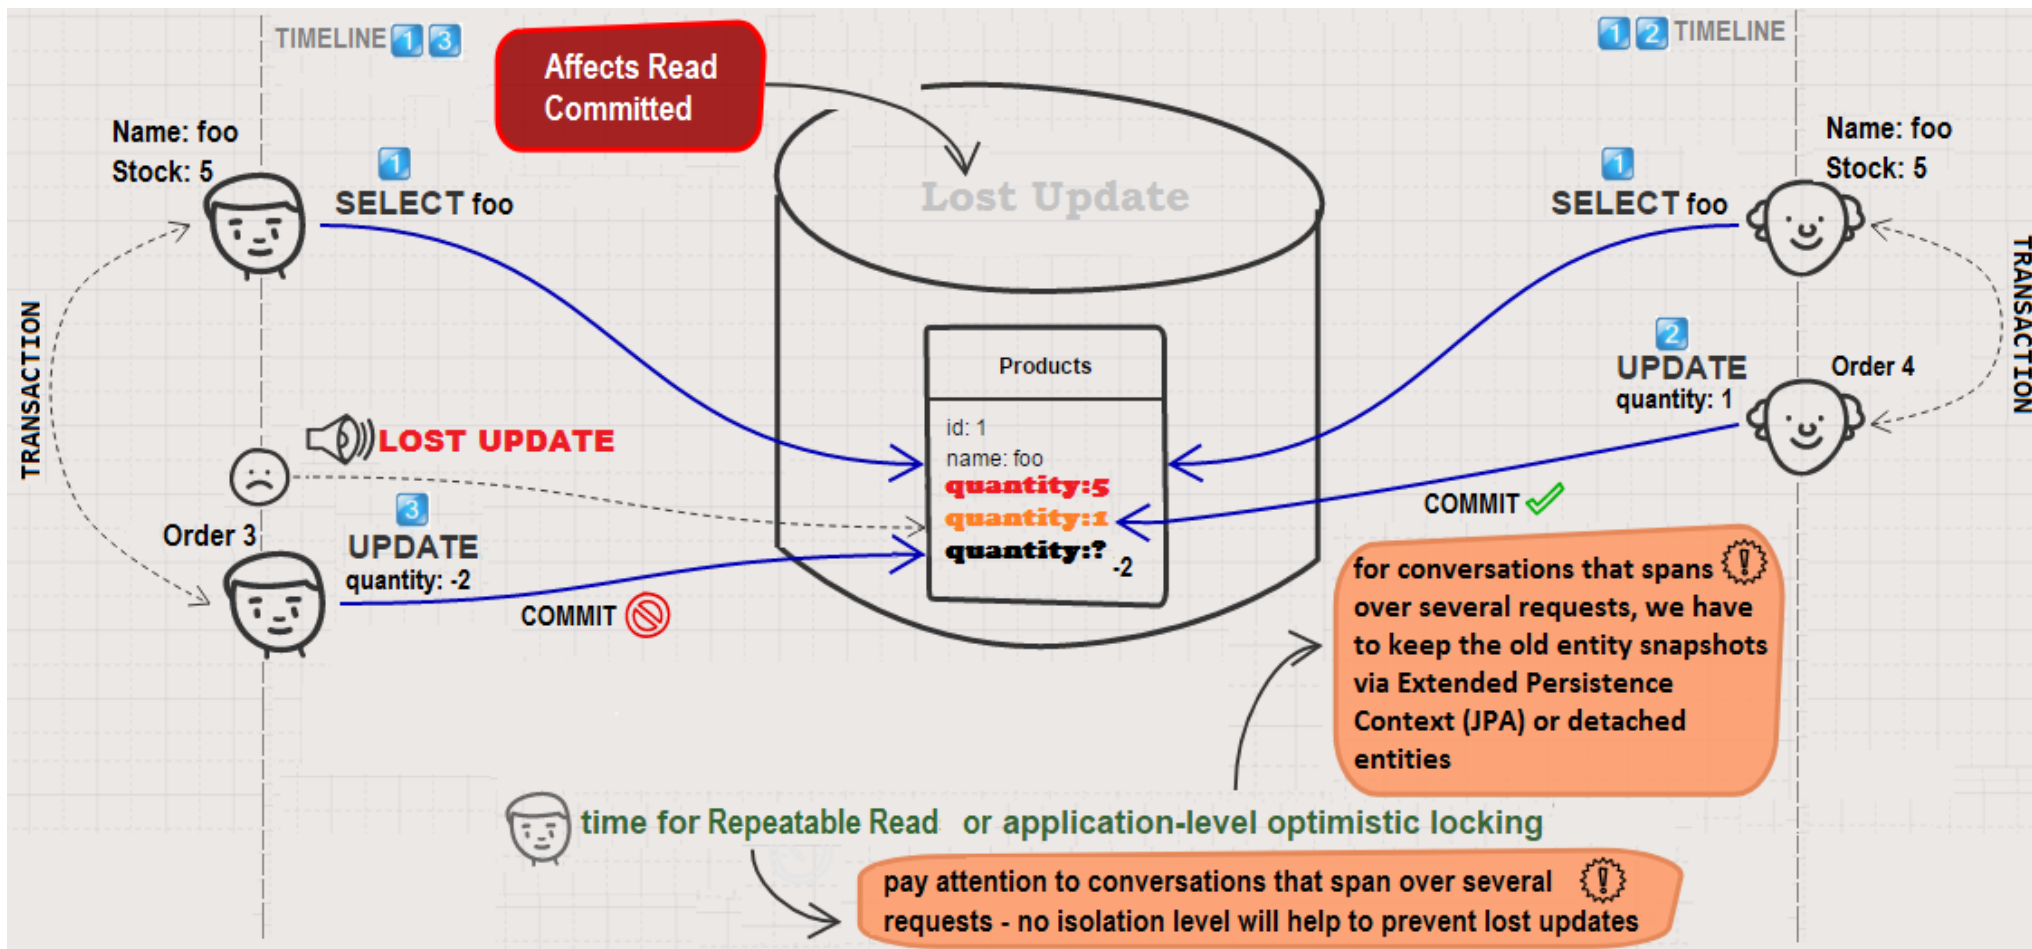 TIMELINE 1 3
1 2 TIMELINE
Affects Read
Committed
Name: foo
Stock: 5
1
SELECT foo
Lost Update
Name: foo
Stock: 5
1
SELECT foo
TRANSACTION
TRANSACTION
2
UPDATE
quantity: 1
Order 4
Products
id: 1
name: foo
quantity:5
quantity:1
quantity:?
-2
LOST UPDATE
COMMIT
Order 3
3
UPDATE
quantity: -2
COMMIT
for conversations that spans
over several requests, we have
to keep the old entity snapshots
via Extended Persistence
Context (JPA) or detached
entities
time for Repeatable Read or application-level optimistic locking
pay attention to conversations that span over several
requests - no isolation level will help to prevent lost updates